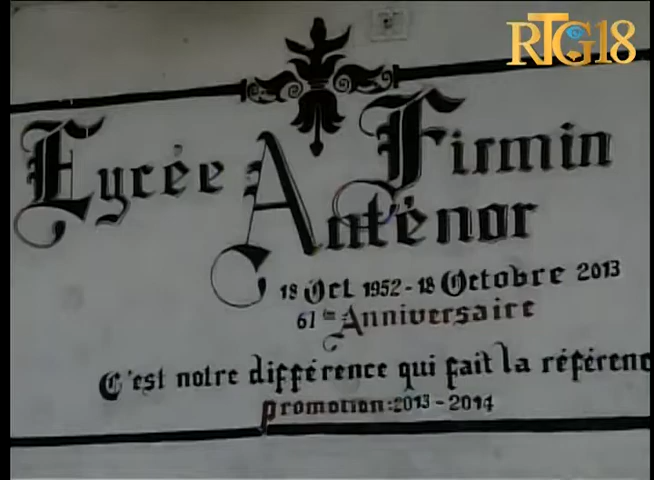 RTG18
Lycée Anténor Firmin
18 Oct 1952 - 18 Octobre 2013
61ème Anniversaire
C'est notre différence qui fait la référenc
promotion: 2013 - 2014